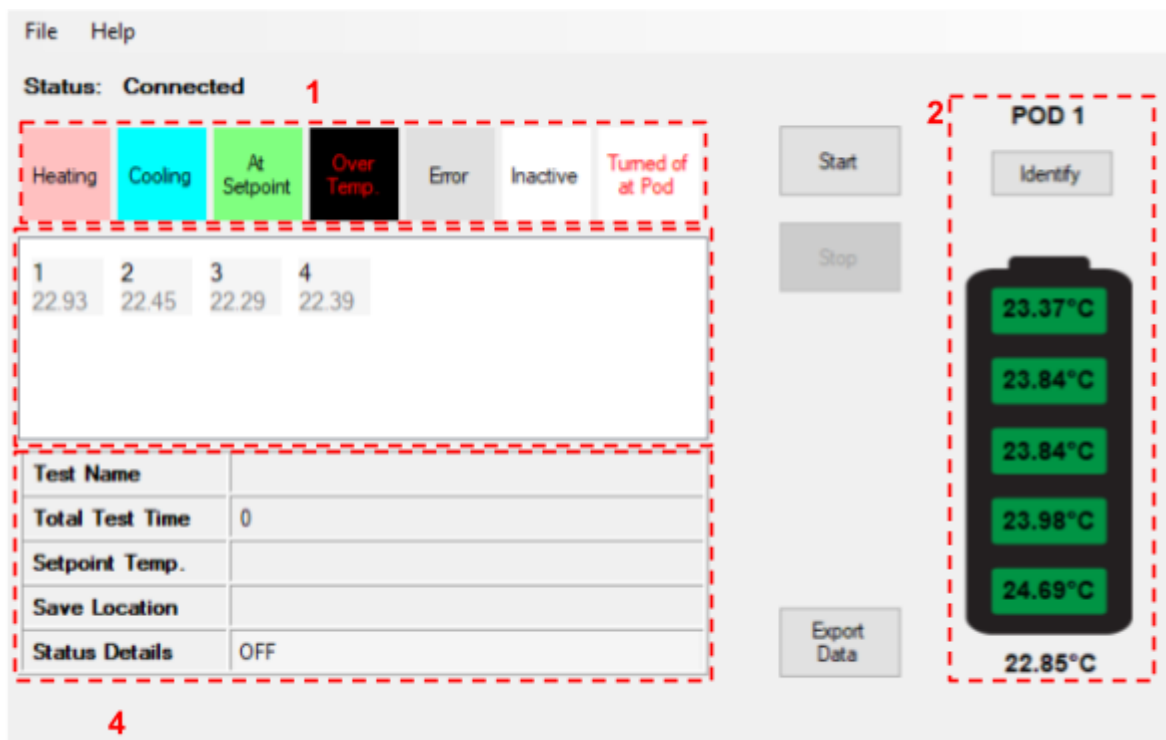 File Help
Status: Connected
1
Heating
Cooling
At
Setpoint
Over
Temp.
Error
Inactive
Turned of
at Pod
1 2 3 4
22.93 22.45 22.29 22.39
Test Name
Total Test Time 0
Setpoint Temp.
Save Location
Status Details OFF
4
Start
Stop
Export
Data
2
POD 1
Identify
23.37°C
23.84°C
23.84°C
23.98°C
24.69°C
22.85°C